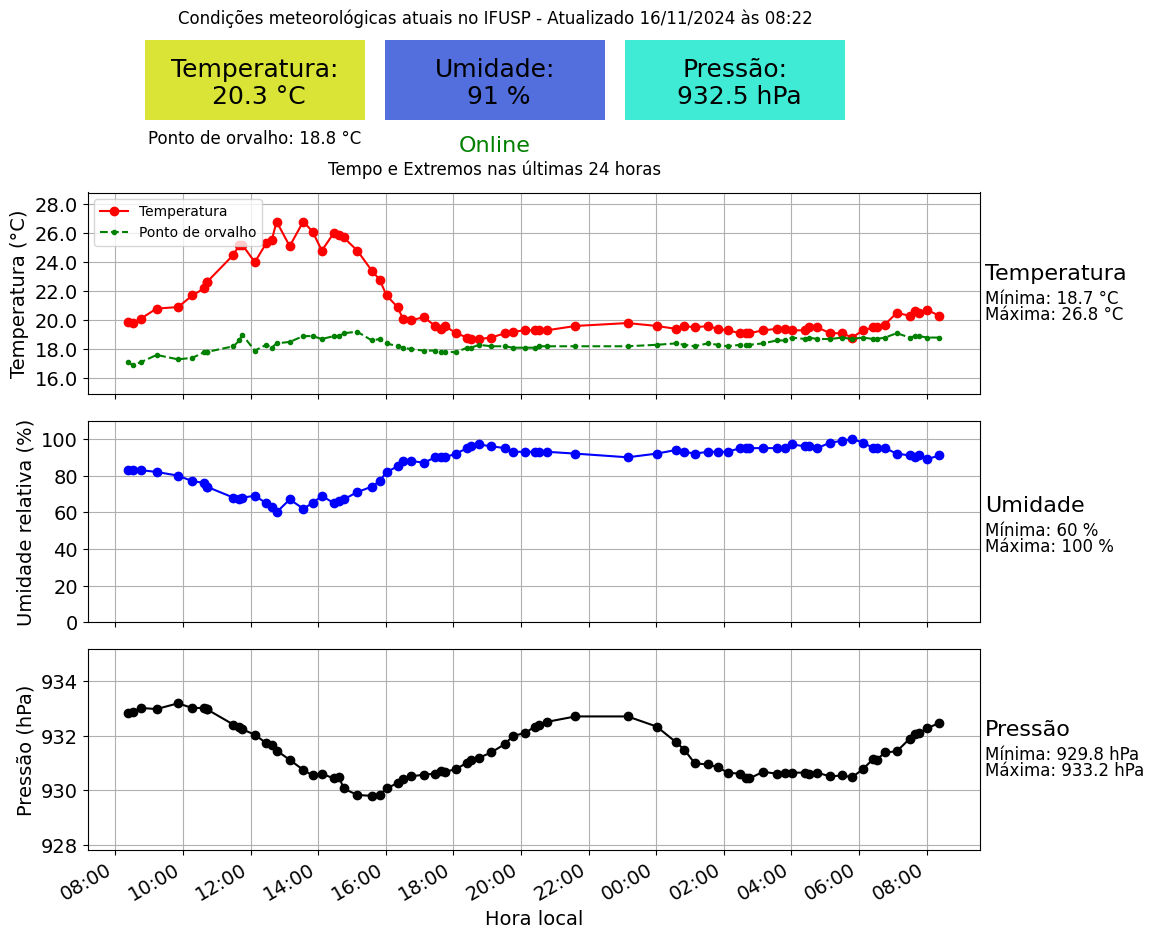 Condições meteorológicas atuais no IFUSP - Atualizado 16/11/2024 às 08:22
Temperatura:
20.3 °C
Umidade:
91 %
Pressão:
932.5 hPa
Ponto de orvalho: 18.8 °C
Online
Tempo e Extremos nas últimas 24 horas
Temperatura (°C)
28.0
26.0
24.0
22.0
20.0
18.0
16.0
Temperatura
Ponto de orvalho
Temperatura
Mínima: 18.7 °C
Máxima: 26.8 °C
Umidade relativa (%)
100
80
60
40
20
0
Umidade
Mínima: 60 %
Máxima: 100 %
Pressão (hPa)
934
932
930
928
Pressão
Mínima: 929.8 hPa
Máxima: 933.2 hPa
08:00 10:00 12:00 14:00 16:00 18:00 20:00 22:00 00:00 02:00 04:00 06:00 08:00
Hora local